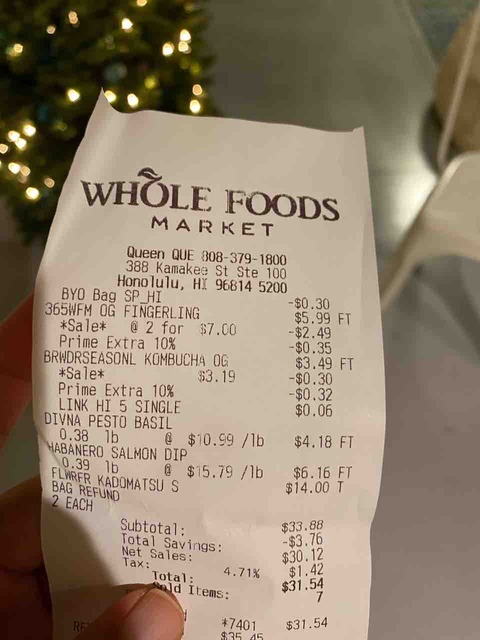 WHOLE FOODS
MARKET
Queen QUE 808-379-1800
388 Kamakee St Ste 100
Honolulu, HI 96814 5200
BYO Bag SP_HI -$0.30
365WFM OG FINGERLING $5.99 FT
*Sale* @ 2 for $7.00 -$2.49
Prime Extra 10% -$0.35
BRWDRSEASONL KOMBUCHA OG $3.49 FT
*Sale* $3.19 -$0.30
Prime Extra 10% -$0.32
LINK HI 5 SINGLE $0.06
DIVNA PESTO BASIL
0.38 lb @ $10.99 /lb $4.18 FT
HABANERO SALMON DIP
0.39 lb @ $15.79 /lb $6.16 FT
FLWRFR KADOMATSU S $14.00 T
BAG REFUND
2 EACH
Subtotal: $33.88
Total Savings: -$3.76
Net Sales: $30.12
Tax: 4.71% $1.42
Total: $31.54
Sold Items: 7
*7401 $31.54
$35.45